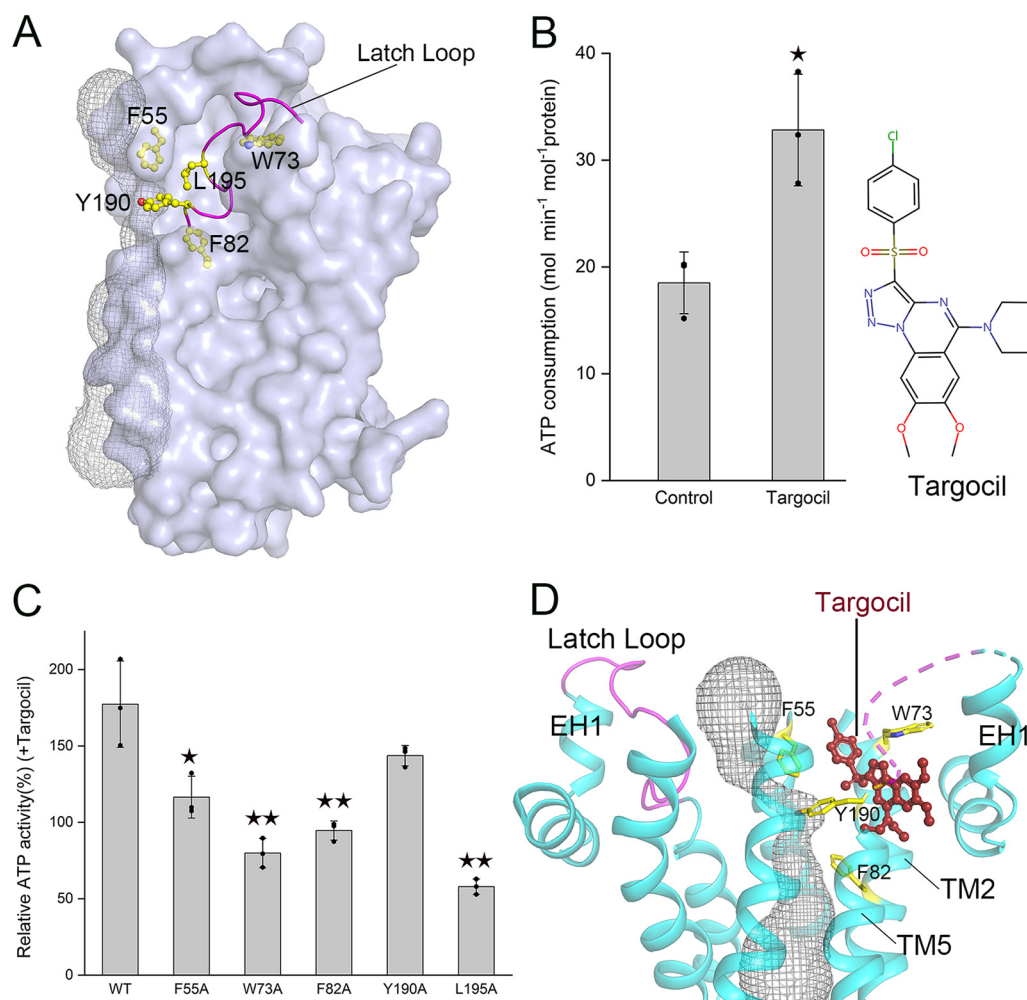 A
Latch Loop
F55
W73
L195
Y190
F82
B
ATP consumption (mol min-1 mol-1protein)
40
30
20
10
0
★
Control
Targocil
Cl
O
S
O
N
N
N
N
N
O
O
Targocil
C
Relative ATP activity(%) (+Targocil)
200
150
100
50
0
★
★★
★★
★★
WT
F55A
W73A
F82A
Y190A
L195A
D
Targocil
Latch Loop
F55
W73
EH1
EH1
Y190
F82
TM2
TM5